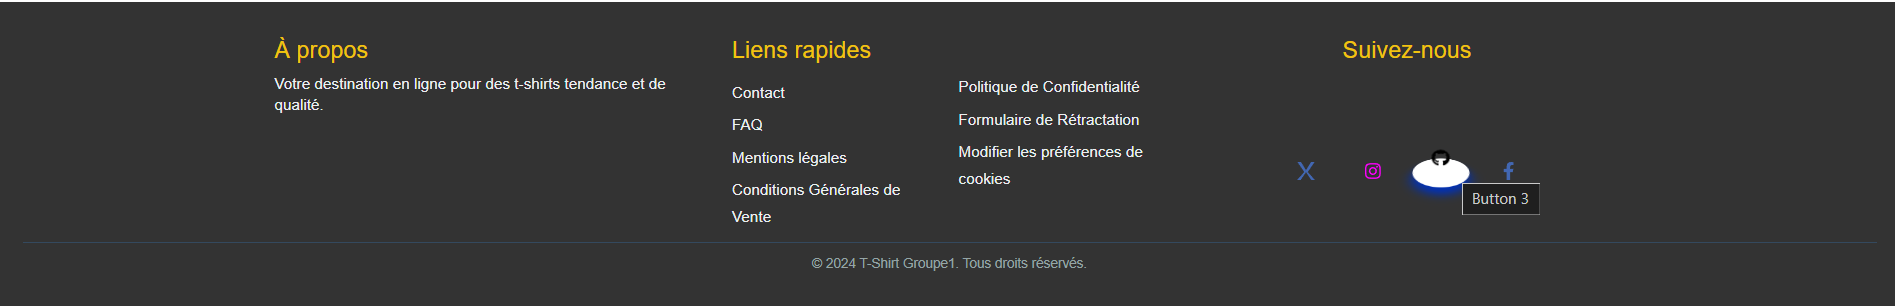 À propos
Votre destination en ligne pour des t-shirts tendance et de
qualité.
Liens rapides
Contact
FAQ
Mentions légales
Conditions Générales de
Vente
Politique de Confidentialité
Formulaire de Rétractation
Modifier les préférences de
cookies
Suivez-nous
Button 3
© 2024 T-Shirt Groupe1. Tous droits réservés.